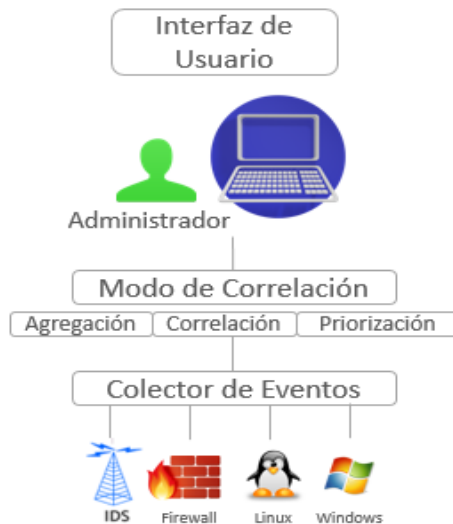 Interfaz de
Usuario
Administrador
Modo de Correlación
Agregación Correlación Priorización
Colector de Eventos
IDS Firewall Linux Windows